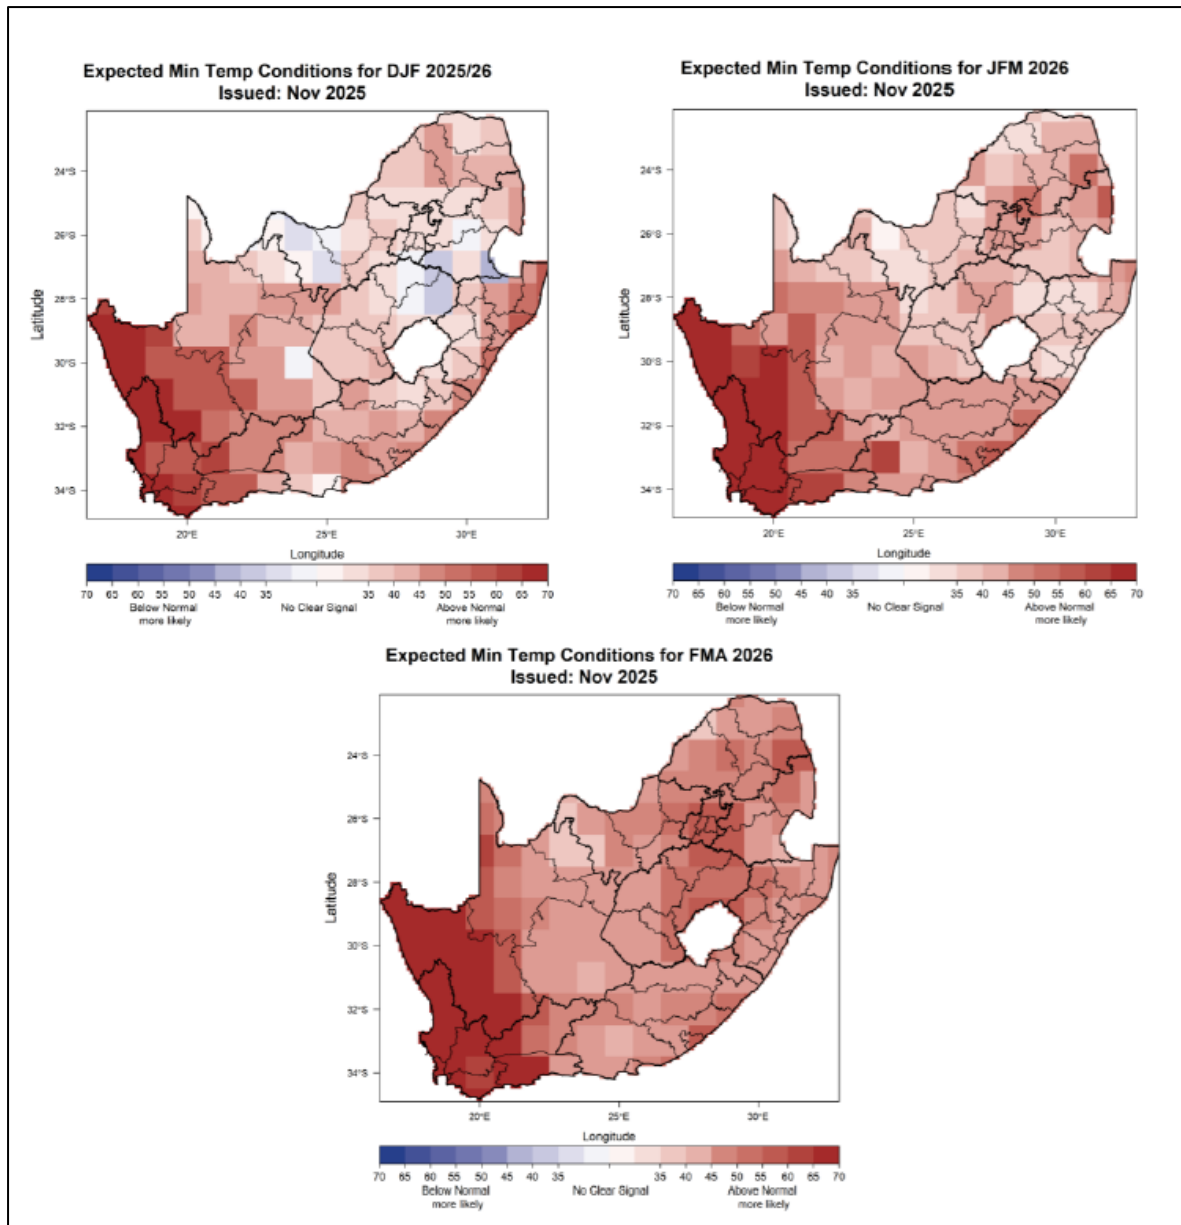 Expected Min Temp Conditions for DJF 2025/26
Issued: Nov 2025
Latitude
24°S
26°S
28°S
30°S
32°S
34°S
20°E 25°E 30°E
Longitude
70 65 60 55 50 45 40 35 35 40 45 50 55 60 65 70
Below Normal No Clear Signal Above Normal
more likely more likely
Expected Min Temp Conditions for JFM 2026
Issued: Nov 2025
Latitude
24°S
26°S
28°S
30°S
32°S
34°S
20°E 25°E 30°E
Longitude
70 65 60 55 50 45 40 35 35 40 45 50 55 60 65 70
Below Normal No Clear Signal Above Normal
more likely more likely
Expected Min Temp Conditions for FMA 2026
Issued: Nov 2025
Latitude
24°S
26°S
28°S
30°S
32°S
34°S
20°E 25°E 30°E
Longitude
70 65 60 55 50 45 40 35 35 40 45 50 55 60 65 70
Below Normal No Clear Signal Above Normal
more likely more likely